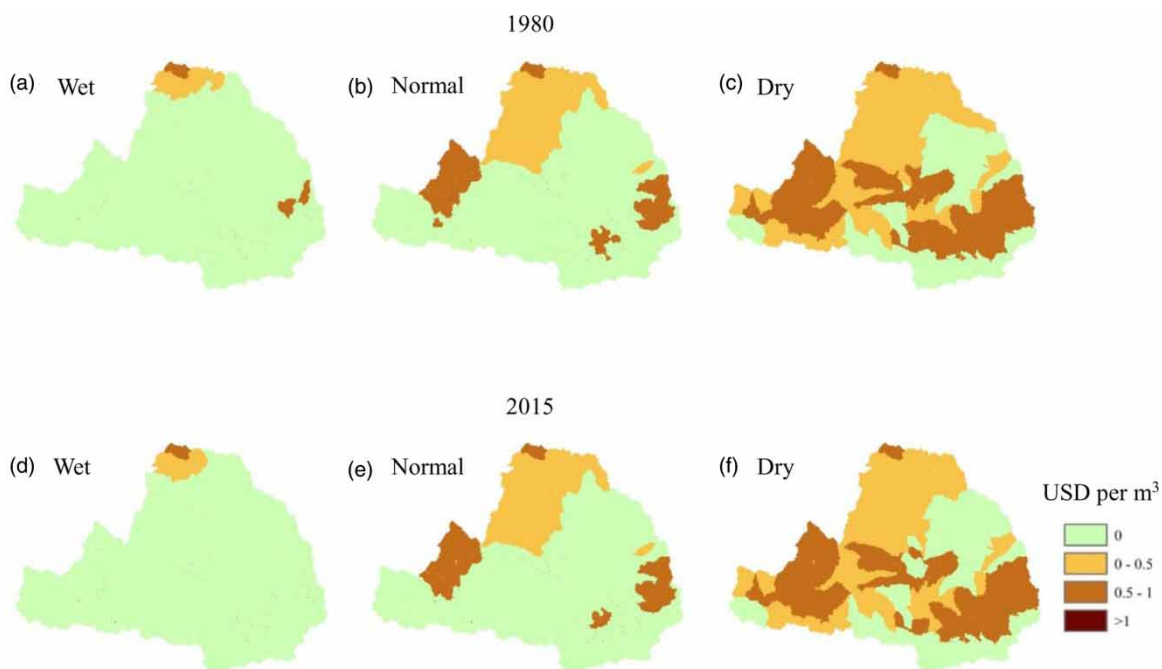 1980
(a) Wet
(b) Normal
(c) Dry
2015
(d) Wet
(e) Normal
(f) Dry
USD per m³
0
0 - 0.5
0.5 - 1
>1